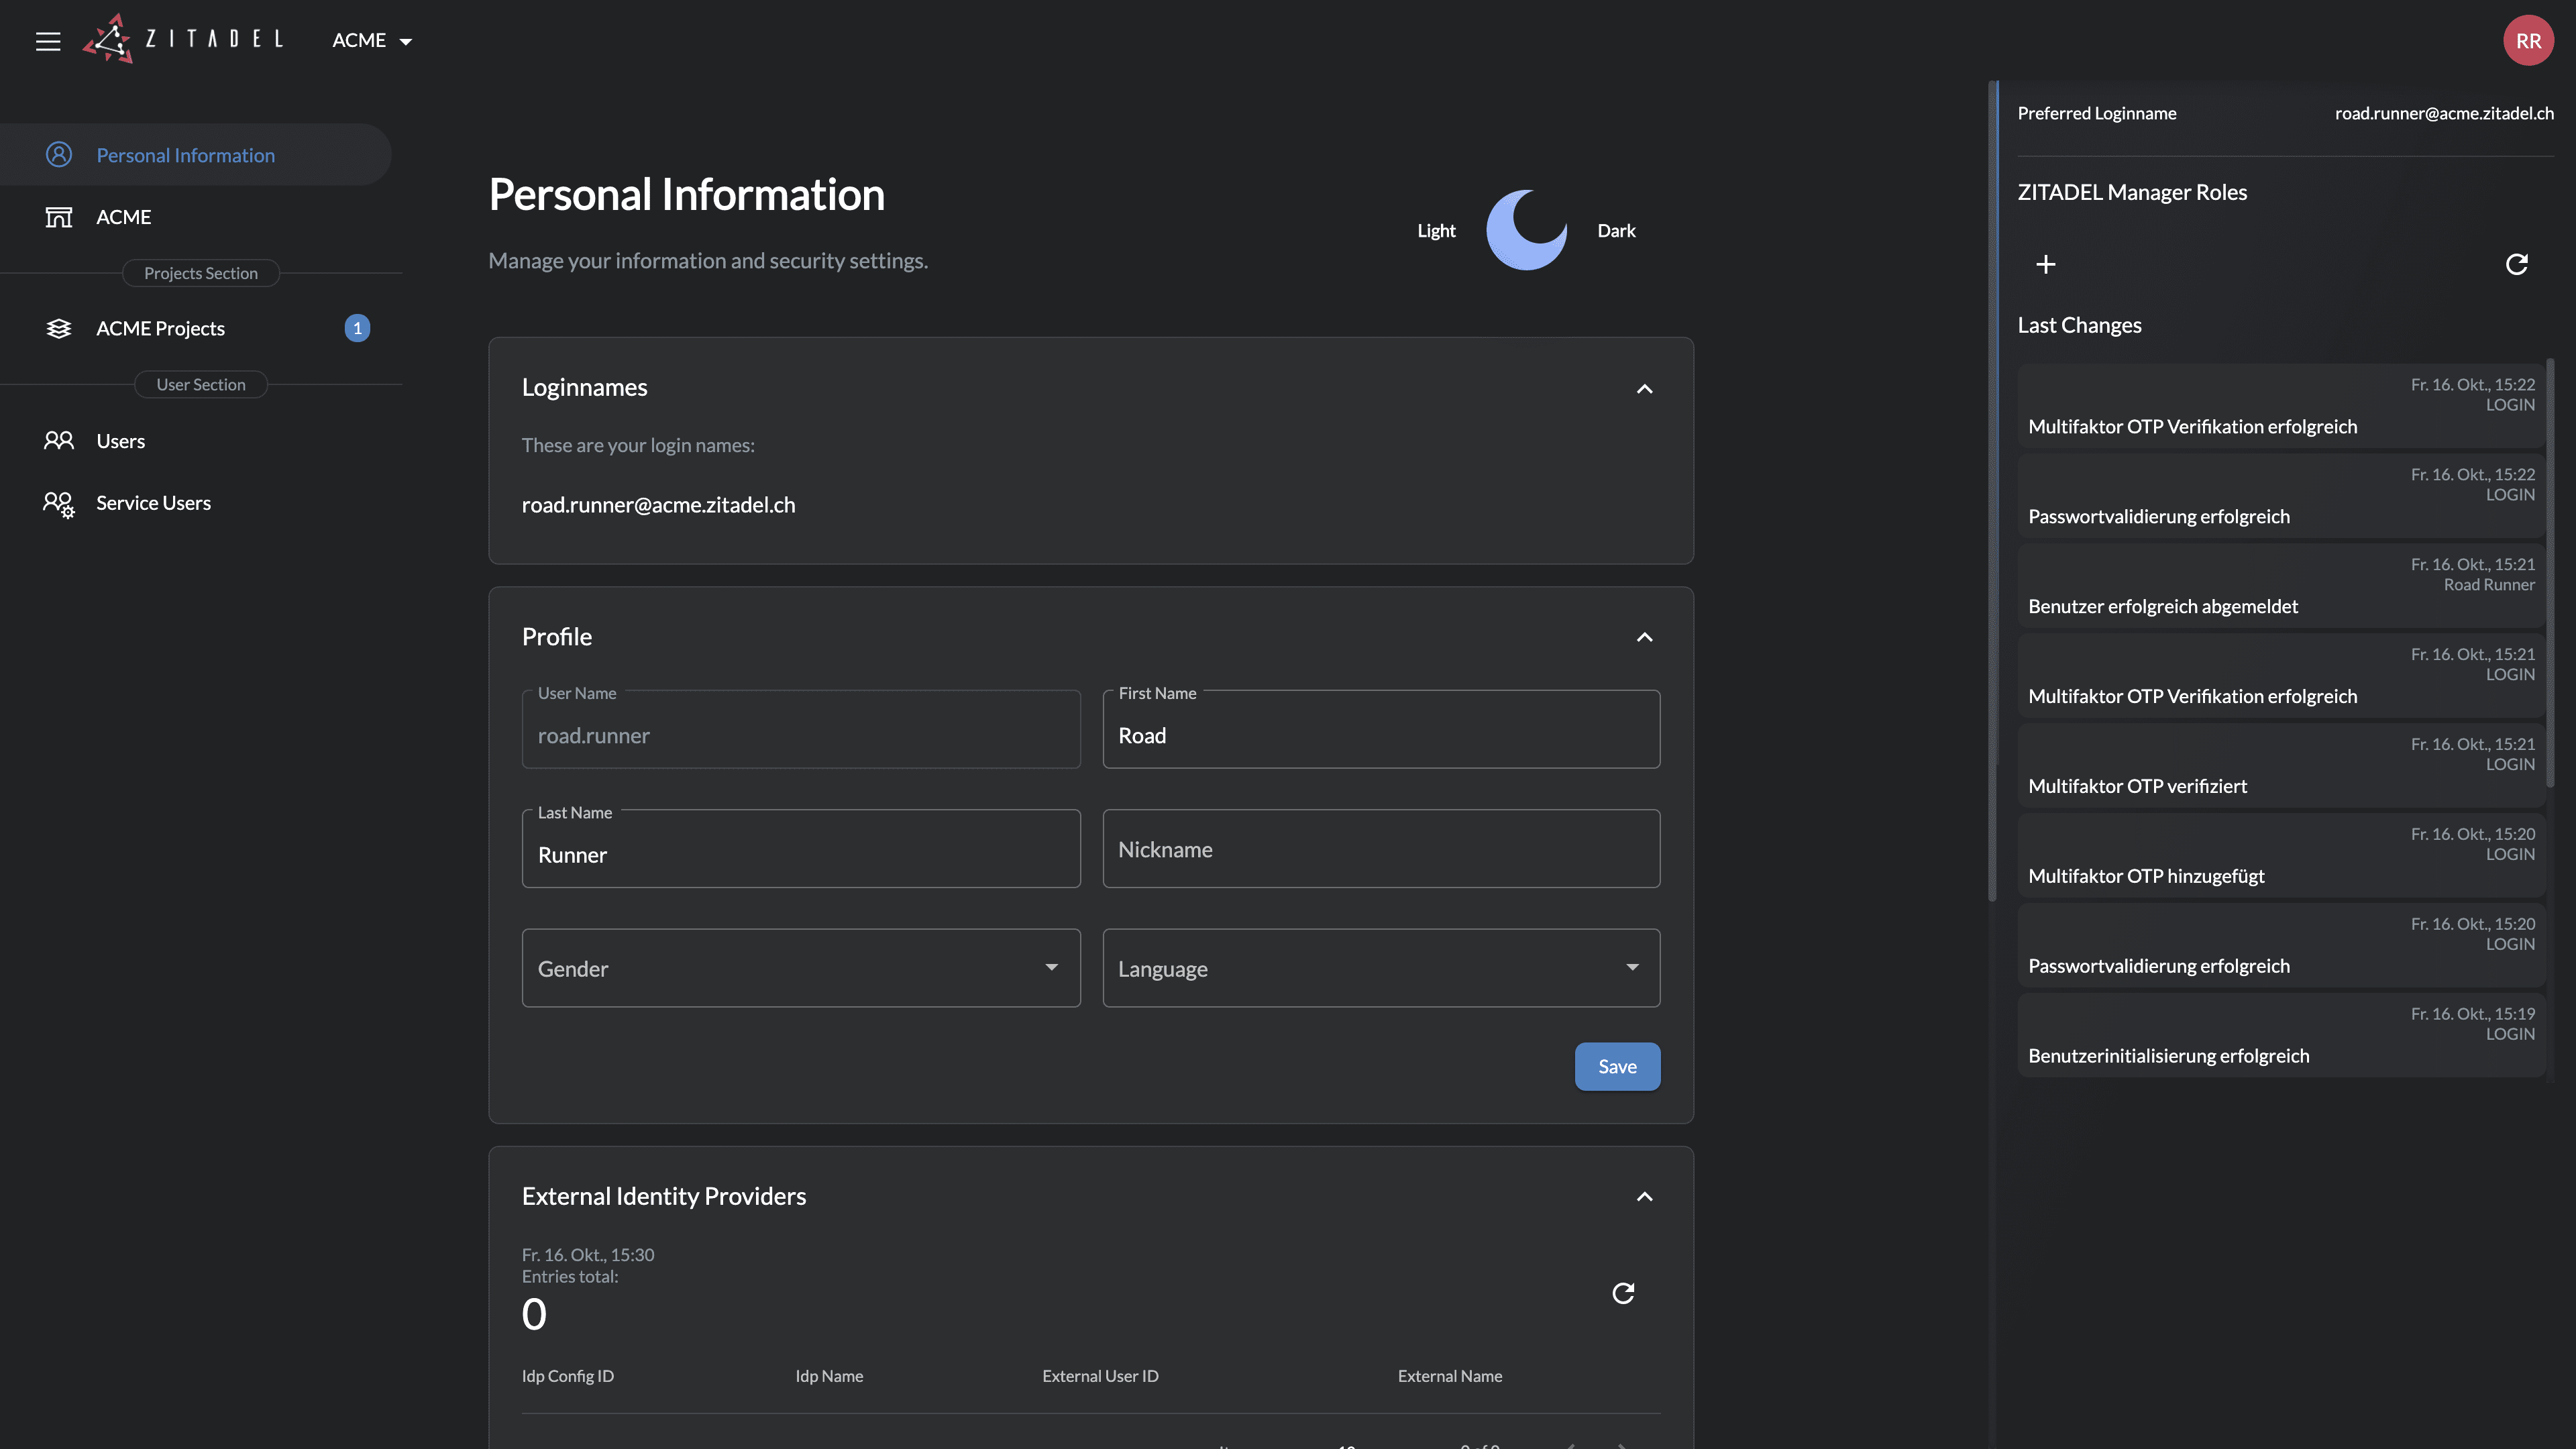 ZITADEL
ACME
RR
Personal Information
ACME
Projects Section
ACME Projects
1
User Section
Users
Service Users
Personal Information
Manage your information and security settings.
Light
Dark
Loginnames
These are your login names:
road.runner@acme.zitadel.ch
Profile
User Name
road.runner
First Name
Road
Last Name
Runner
Nickname
Gender
Language
Save
External Identity Providers
Fr. 16. Okt., 15:30
Entries total:
0
Idp Config ID
Idp Name
External User ID
External Name
Preferred Loginname
road.runner@acme.zitadel.ch
ZITADEL Manager Roles
Last Changes
Fr. 16. Okt., 15:22
LOGIN
Multifaktor OTP Verifikation erfolgreich
Fr. 16. Okt., 15:22
LOGIN
Passwortvalidierung erfolgreich
Fr. 16. Okt., 15:21
Road Runner
Benutzer erfolgreich abgemeldet
Fr. 16. Okt., 15:21
LOGIN
Multifaktor OTP Verifikation erfolgreich
Fr. 16. Okt., 15:21
LOGIN
Multifaktor OTP verifiziert
Fr. 16. Okt., 15:20
LOGIN
Multifaktor OTP hinzugefügt
Fr. 16. Okt., 15:20
LOGIN
Passwortvalidierung erfolgreich
Fr. 16. Okt., 15:19
LOGIN
Benutzerinitialisierung erfolgreich